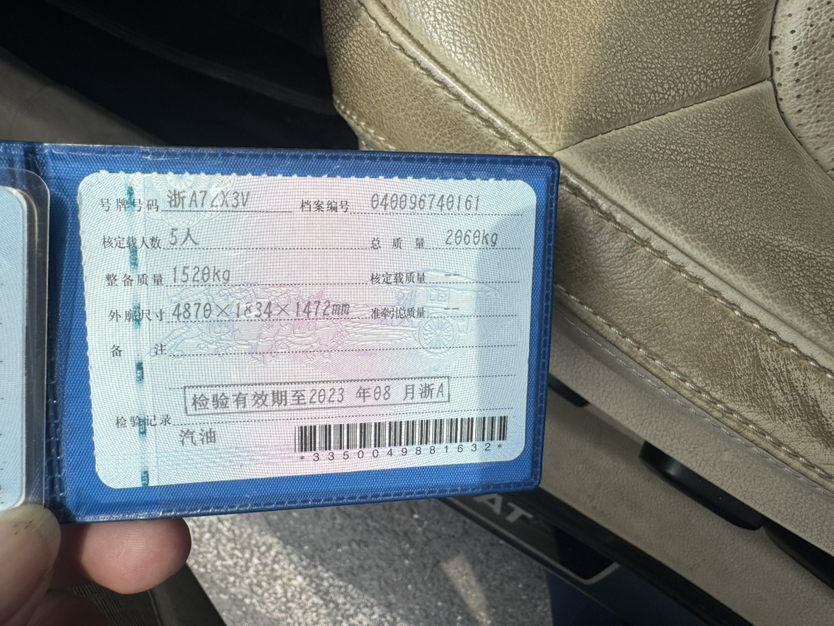 号牌号码 浙A7ZX3V 档案编号 040096740161
核定载人数 5人 总质量 2060kg
整备质量 1520kg 核定载质量
外廓尺寸 4870×1834×1472mm 准牵引总质量 --
备注
检验有效期至2023 年08 月浙A
检验记录
汽油
*3350049881632*
AT